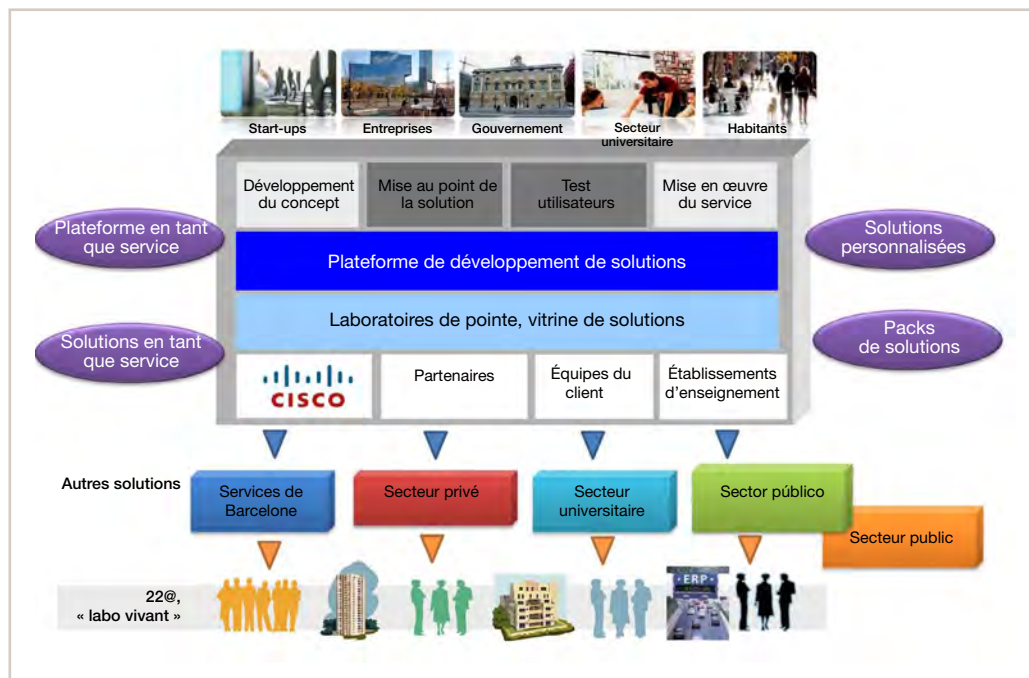 Start-ups
Entreprises
Gouvernement
Secteur
universitaire
Habitants
Développement
du concept
Mise au point de
la solution
Test
utilisateurs
Mise en œuvre
du service
Plateforme en tant
que service
Solutions
personnalisées
Plateforme de développement de solutions
Laboratoires de pointe, vitrine de solutions
Solutions en tant
que service
Packs
de solutions
CISCO
Partenaires
Équipes du
client
Établissements
d'enseignement
Autres solutions
Services de
Barcelone
Secteur privé
Secteur
universitaire
Sector público
Secteur public
22@,
« labo vivant »
ERP